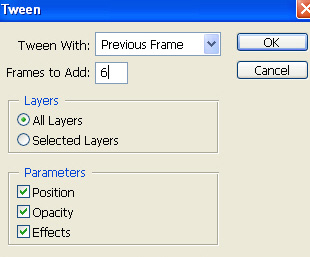 Tween
Tween With: Previous Frame OK
Frames to Add: 6 Cancel
Layers
All Layers
Selected Layers
Parameters
Position
Opacity
Effects